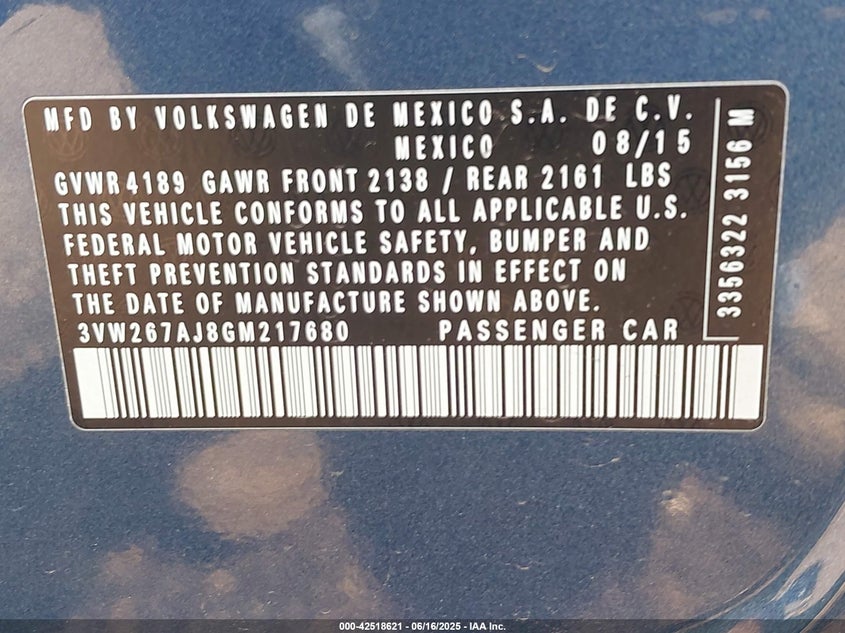 MFD BY VOLKSWAGEN DE MEXICO S.A. DE C.V.
MEXICO 08/15
GVWR 4189 GAWR FRONT 2138 / REAR 2161 LBS
THIS VEHICLE CONFORMS TO ALL APPLICABLE U.S.
FEDERAL MOTOR VEHICLE SAFETY, BUMPER AND
THEFT PREVENTION STANDARDS IN EFFECT ON
THE DATE OF MANUFACTURE SHOWN ABOVE.
3VW267AJ8GM217680 PASSENGER CAR
3356322 3156 M
000-42518621 - 06/16/2025 - IAA Inc.